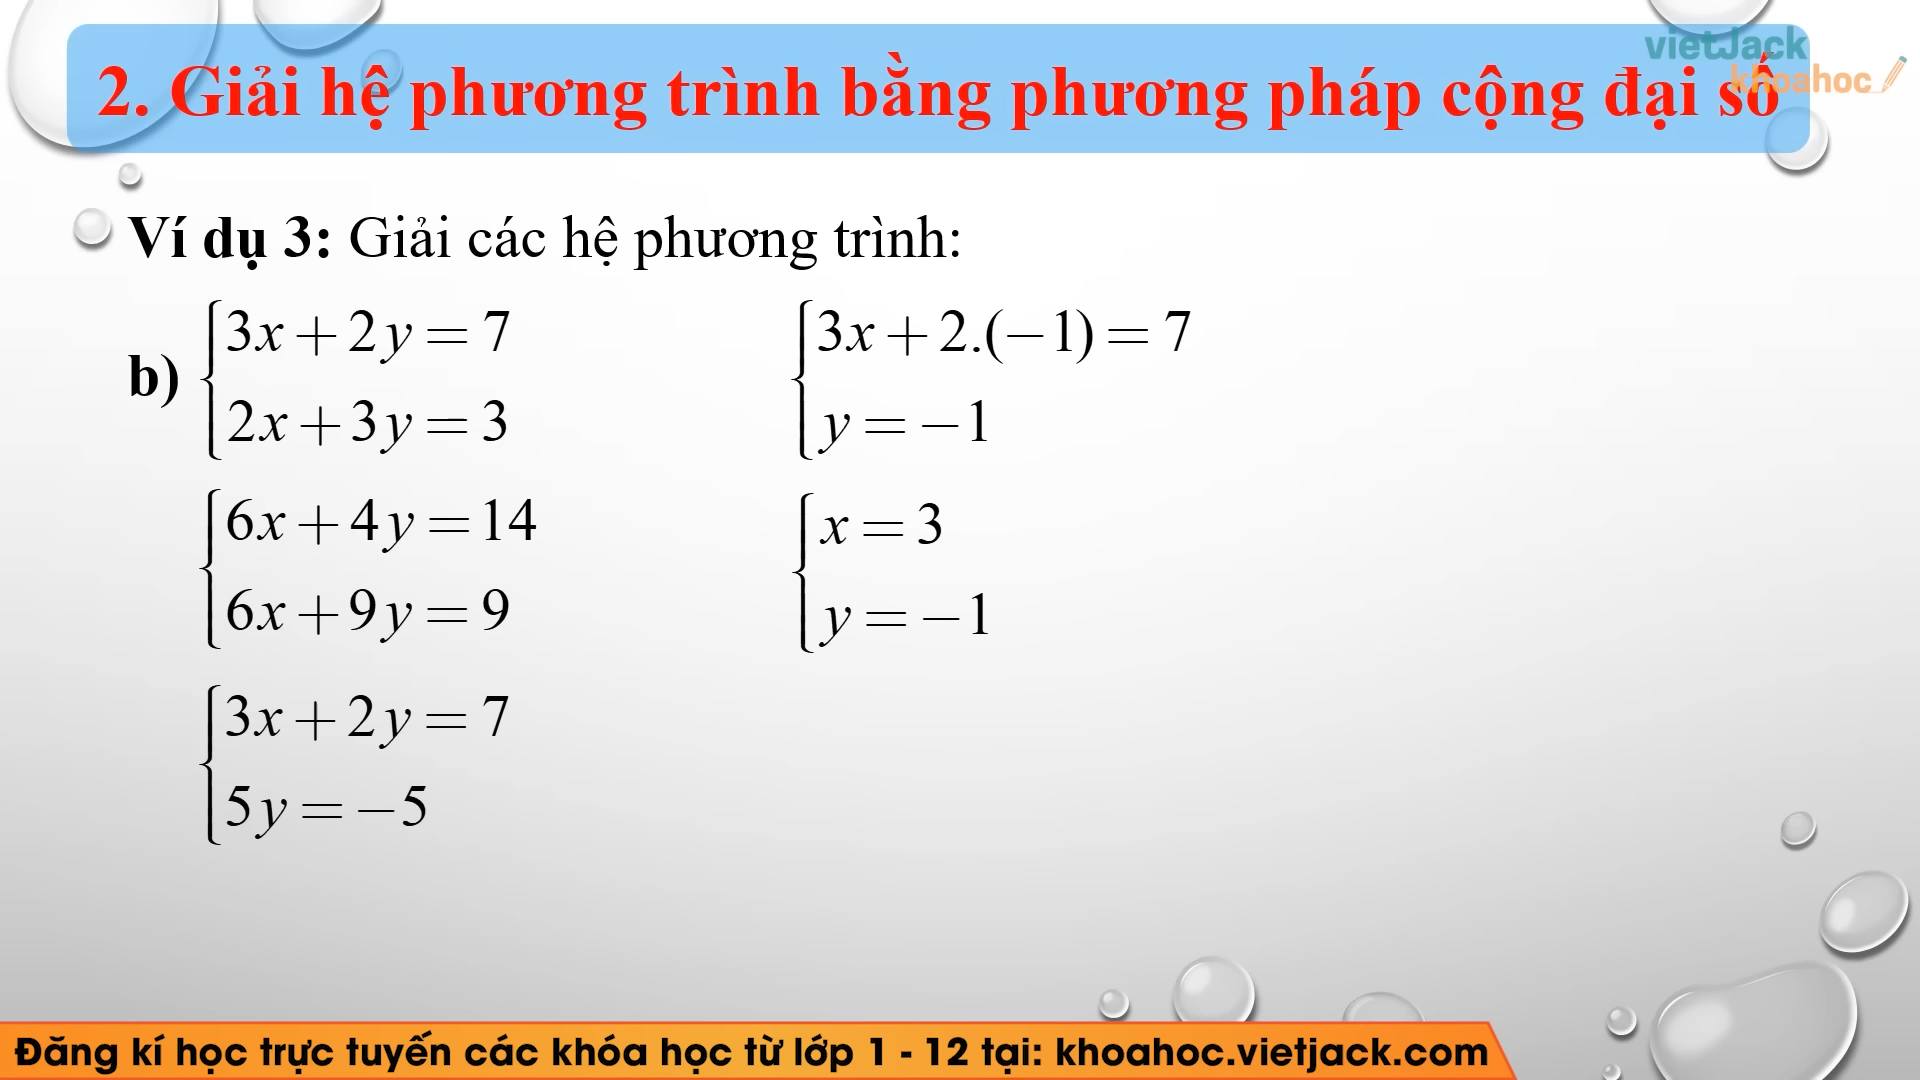 vietJack
khoahoc
2. Giải hệ phương trình bằng phương pháp cộng đại số
Ví dụ 3: Giải các hệ phương trình:
b)
3x + 2y = 7
2x + 3y = 3
6x + 4y = 14
6x + 9y = 9
3x + 2y = 7
5y = −5
3x + 2.(−1) = 7
y = −1
x = 3
y = −1
Đăng kí học trực tuyến các khóa học từ lớp 1 - 12 tại: khoahoc.vietjack.com